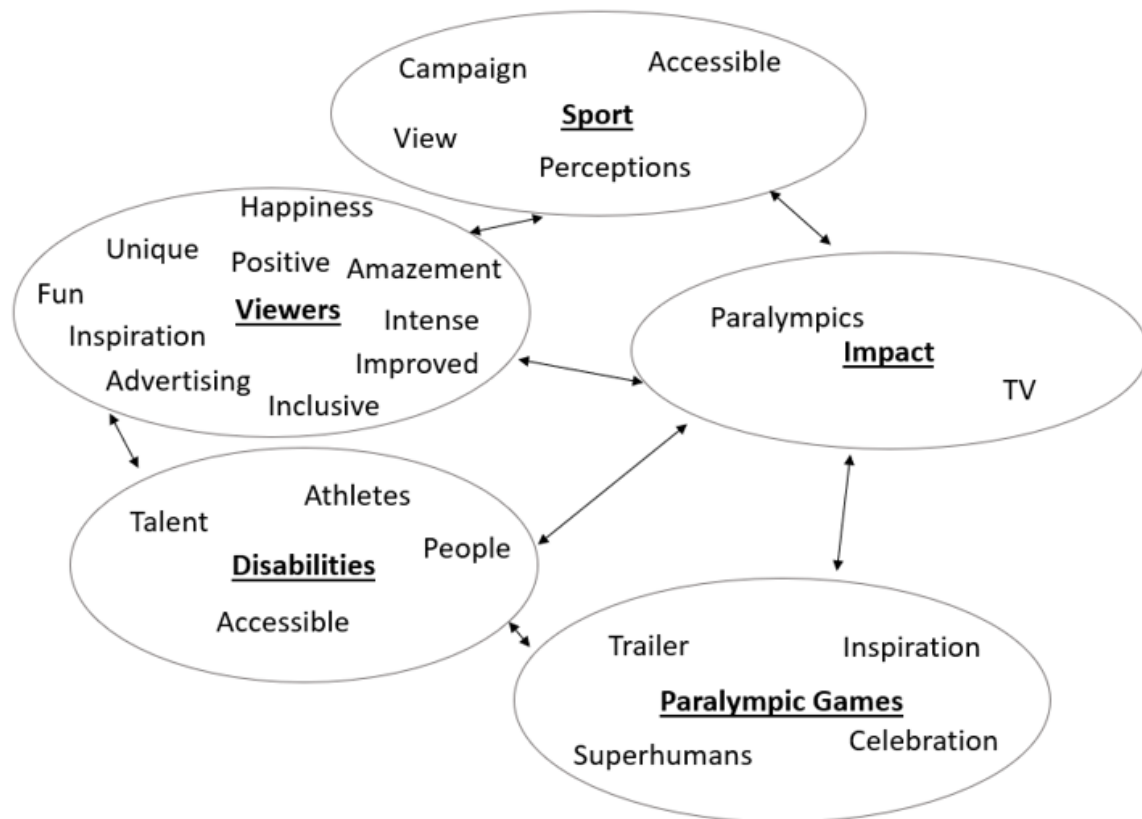 Campaign
Accessible
Sport
View
Perceptions
Happiness
Unique
Positive
Amazement
Fun
Viewers
Intense
Inspiration
Improved
Advertising
Inclusive
Paralympics
Impact
TV
Athletes
Talent
People
Disabilities
Accessible
Trailer
Inspiration
Paralympic Games
Superhumans
Celebration